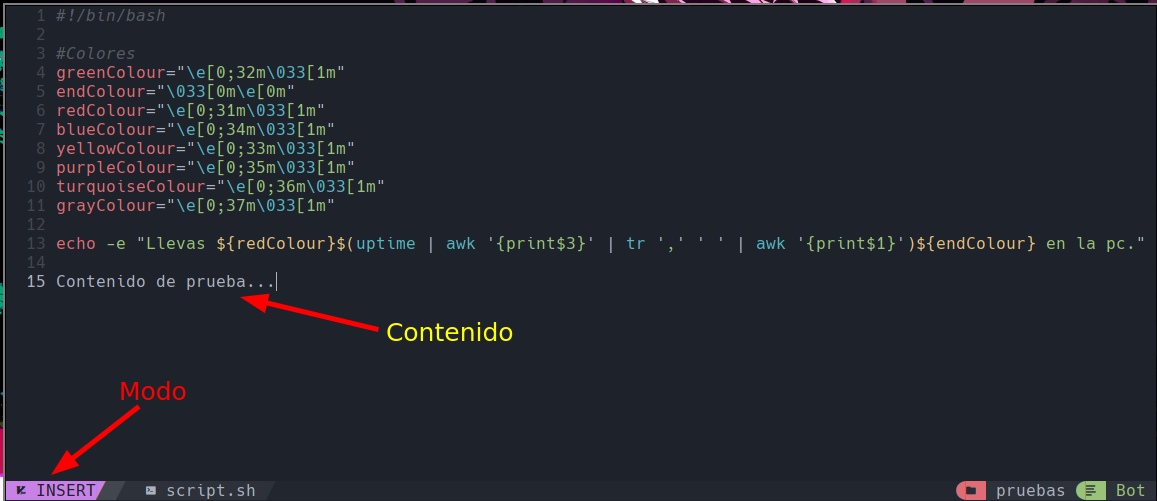 1 #!/bin/bash
2
3 #Colores
4 greenColour="\e[0;32m\033[1m"
5 endColour="\033[0m\e[0m"
6 redColour="\e[0;31m\033[1m"
7 blueColour="\e[0;34m\033[1m"
8 yellowColour="\e[0;33m\033[1m"
9 purpleColour="\e[0;35m\033[1m"
10 turquoiseColour="\e[0;36m\033[1m"
11 grayColour="\e[0;37m\033[1m"
12
13 echo -e "Llevas ${redColour}$(uptime | awk '{print$3}' | tr ',' ' ' | awk '{print$1}')${endColour} en la pc."
14
15 Contenido de prueba...
Contenido
Modo
INSERT script.sh pruebas Bot